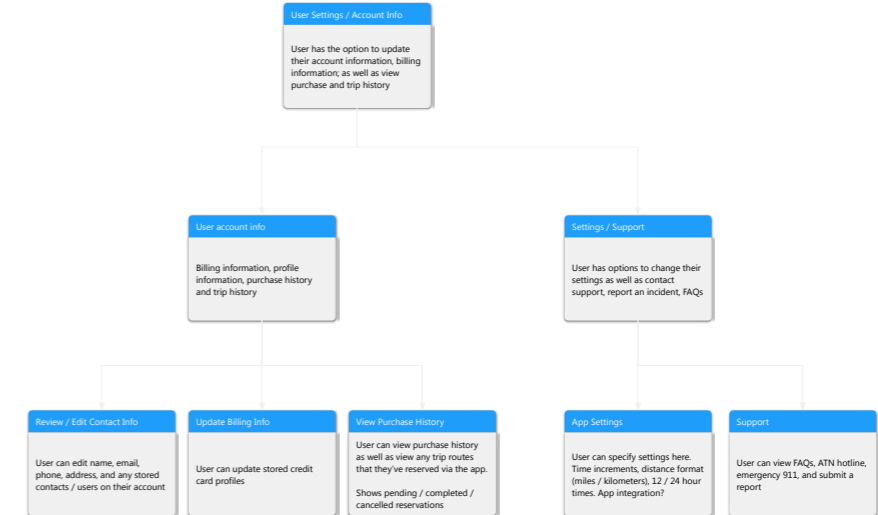 User Settings / Account Info
User has the option to update
their account information, billing
information; as well as view
purchase and trip history
User account info
Billing information, profile
information, purchase history
and trip history
Settings / Support
User has options to change their
settings as well as contact
support, report an incident, FAQs
Review / Edit Contact Info
User can edit name, email,
phone, address, and any stored
contacts / users on their account
Update Billing Info
User can update stored credit
card profiles
View Purchase History
User can view purchase history
as well as view any trip routes
that they've reserved via the app.
Shows pending / completed /
cancelled reservations
App Settings
User can specify settings here.
Time increments, distance format
(miles / kilometers), 12 / 24 hour
times. App integration?
Support
User can view FAQs, ATN hotline,
emergency 911, and submit a
report